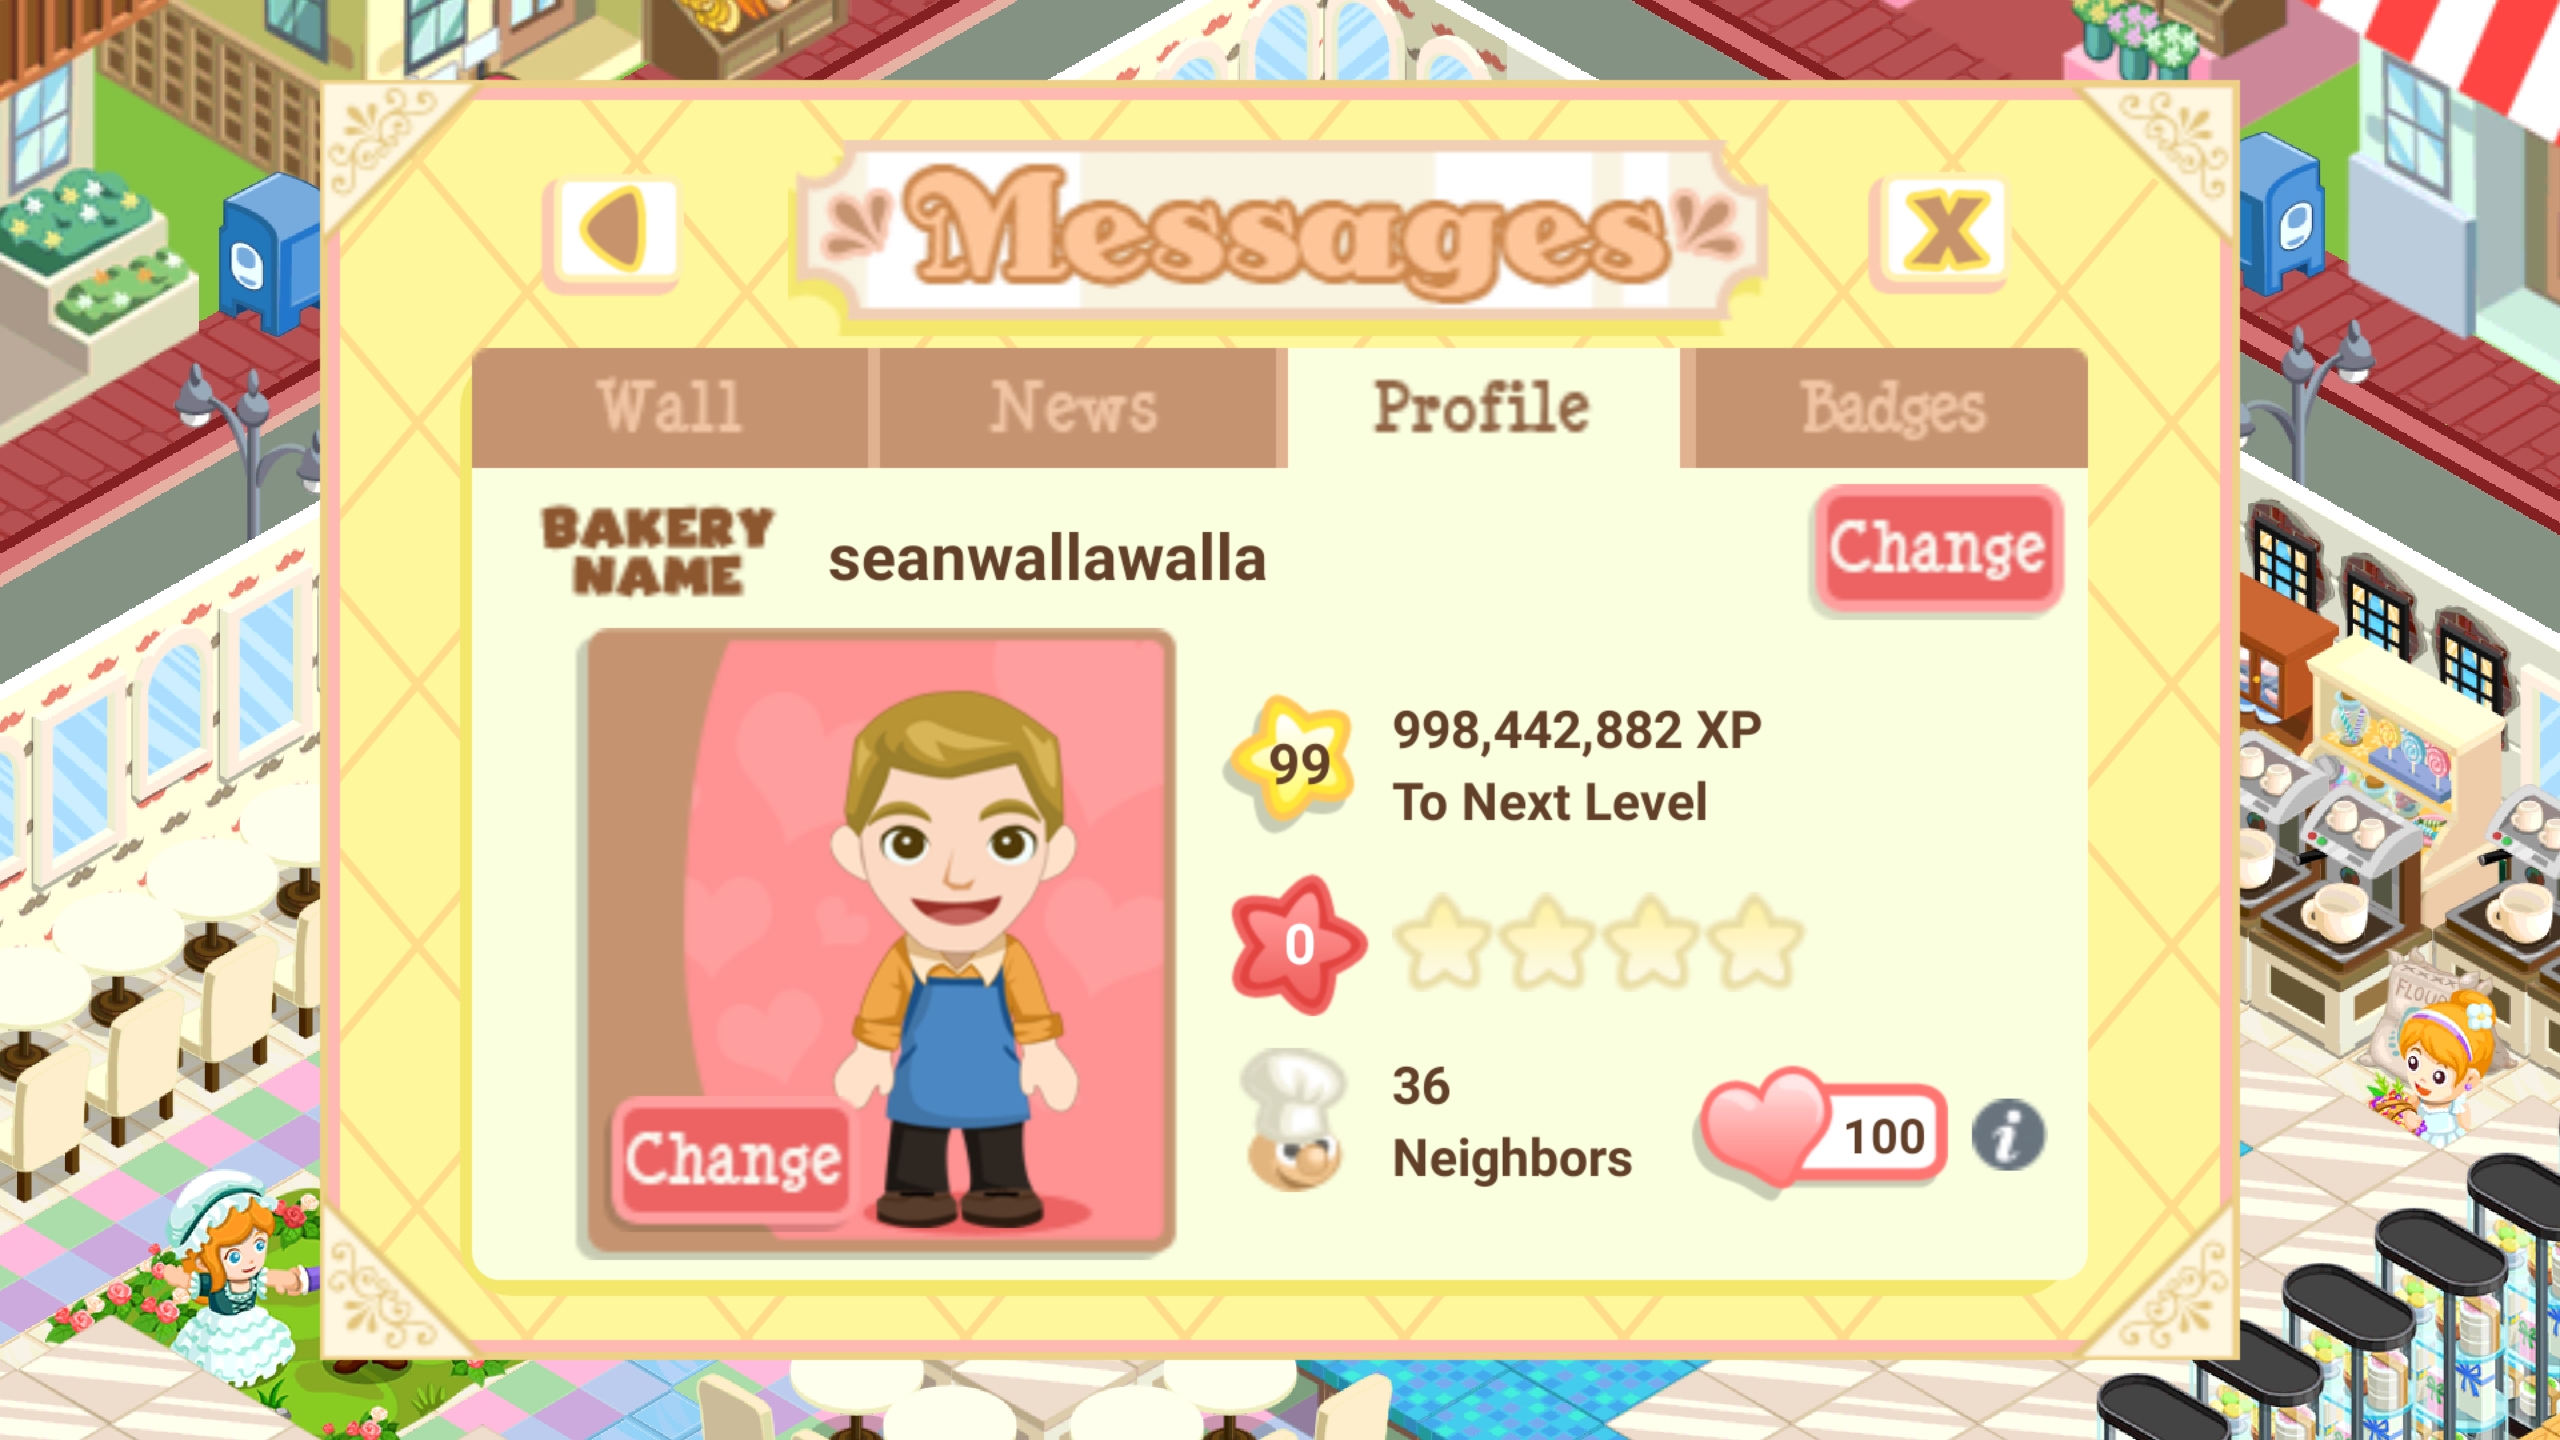 Messages
X
Wall
News
Profile
Badges
BAKERY
NAME
seanwallawalla
Change
99
998,442,882 XP
To Next Level
0
36
Neighbors
100
i
Change
FLOUR